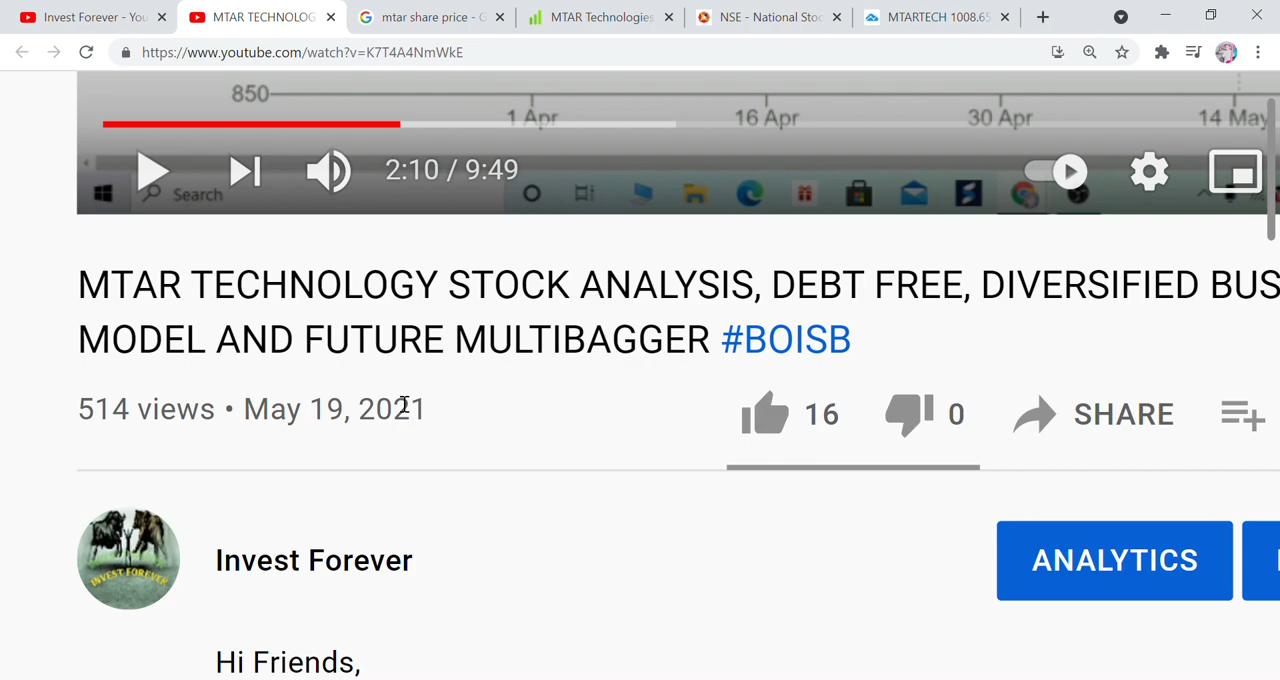 Invest Forever - You
MTAR TECHNOLOG
mtar share price - G
MTAR Technologies
NSE - National Stoc
MTARTECH 1008.65
https://www.youtube.com/watch?v=K7T4A4NmWkE
850
1 Apr
16 Apr
30 Apr
14 May
2:10 / 9:49
Search
MTAR TECHNOLOGY STOCK ANALYSIS, DEBT FREE, DIVERSIFIED BUS
MODEL AND FUTURE MULTIBAGGER #BOISB
514 views • May 19, 2021
16
0
SHARE
INVEST FOREVER
Invest Forever
ANALYTICS
Hi Friends,